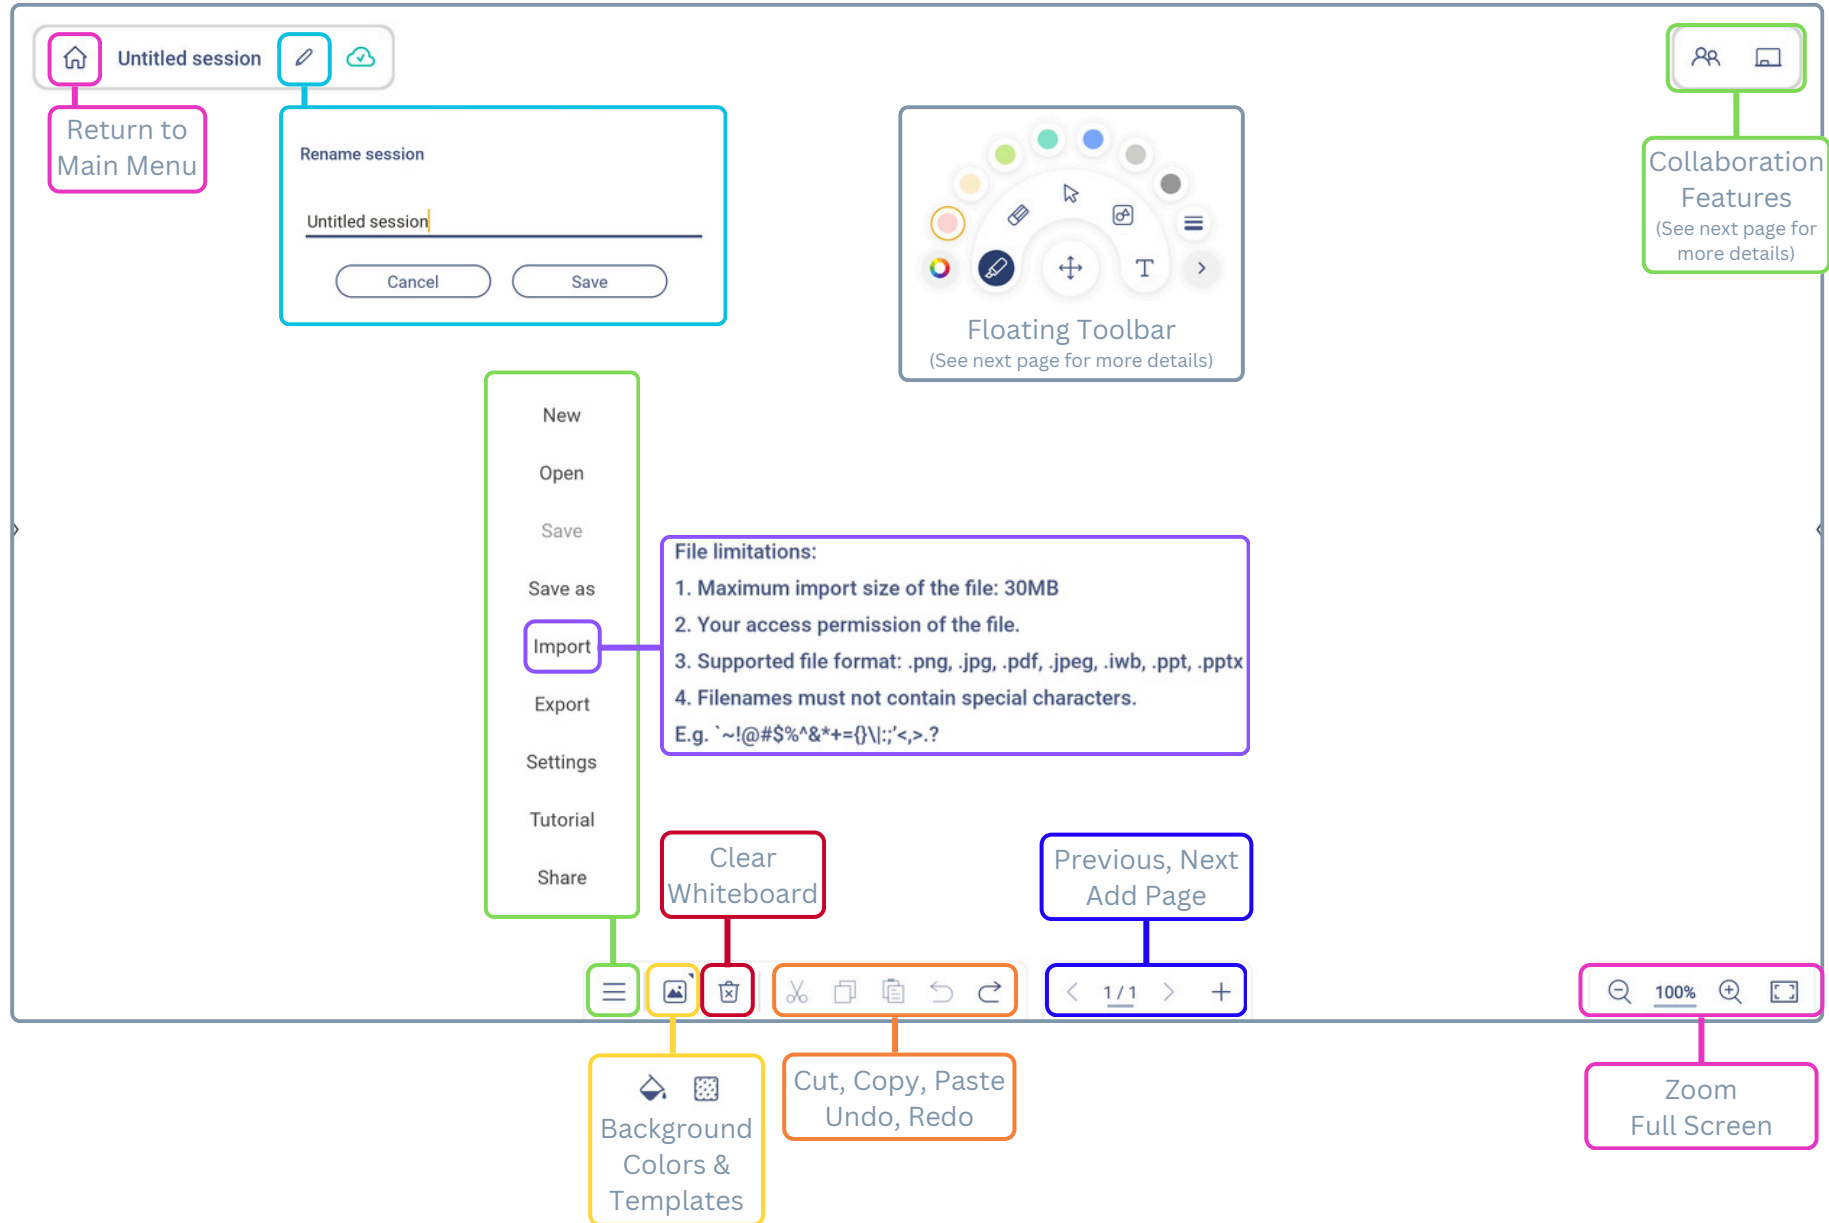 Untitled session
Return to
Main Menu
Rename session
Untitled session
Cancel
Save
Floating Toolbar
(See next page for more details)
Collaboration
Features
(See next page for
more details)
New
Open
Save
Save as
Import
Export
Settings
Tutorial
Share
File limitations:
1. Maximum import size of the file: 30MB
2. Your access permission of the file.
3. Supported file format: .png, .jpg, .pdf, .jpeg, .iwb, .ppt, .pptx
4. Filenames must not contain special characters.
E.g. `~!@#$%^&*+={}\|:;'<,>.?
Clear
Whiteboard
Previous, Next
Add Page
1 / 1
100%
Background
Colors &
Templates
Cut, Copy, Paste
Undo, Redo
Zoom
Full Screen